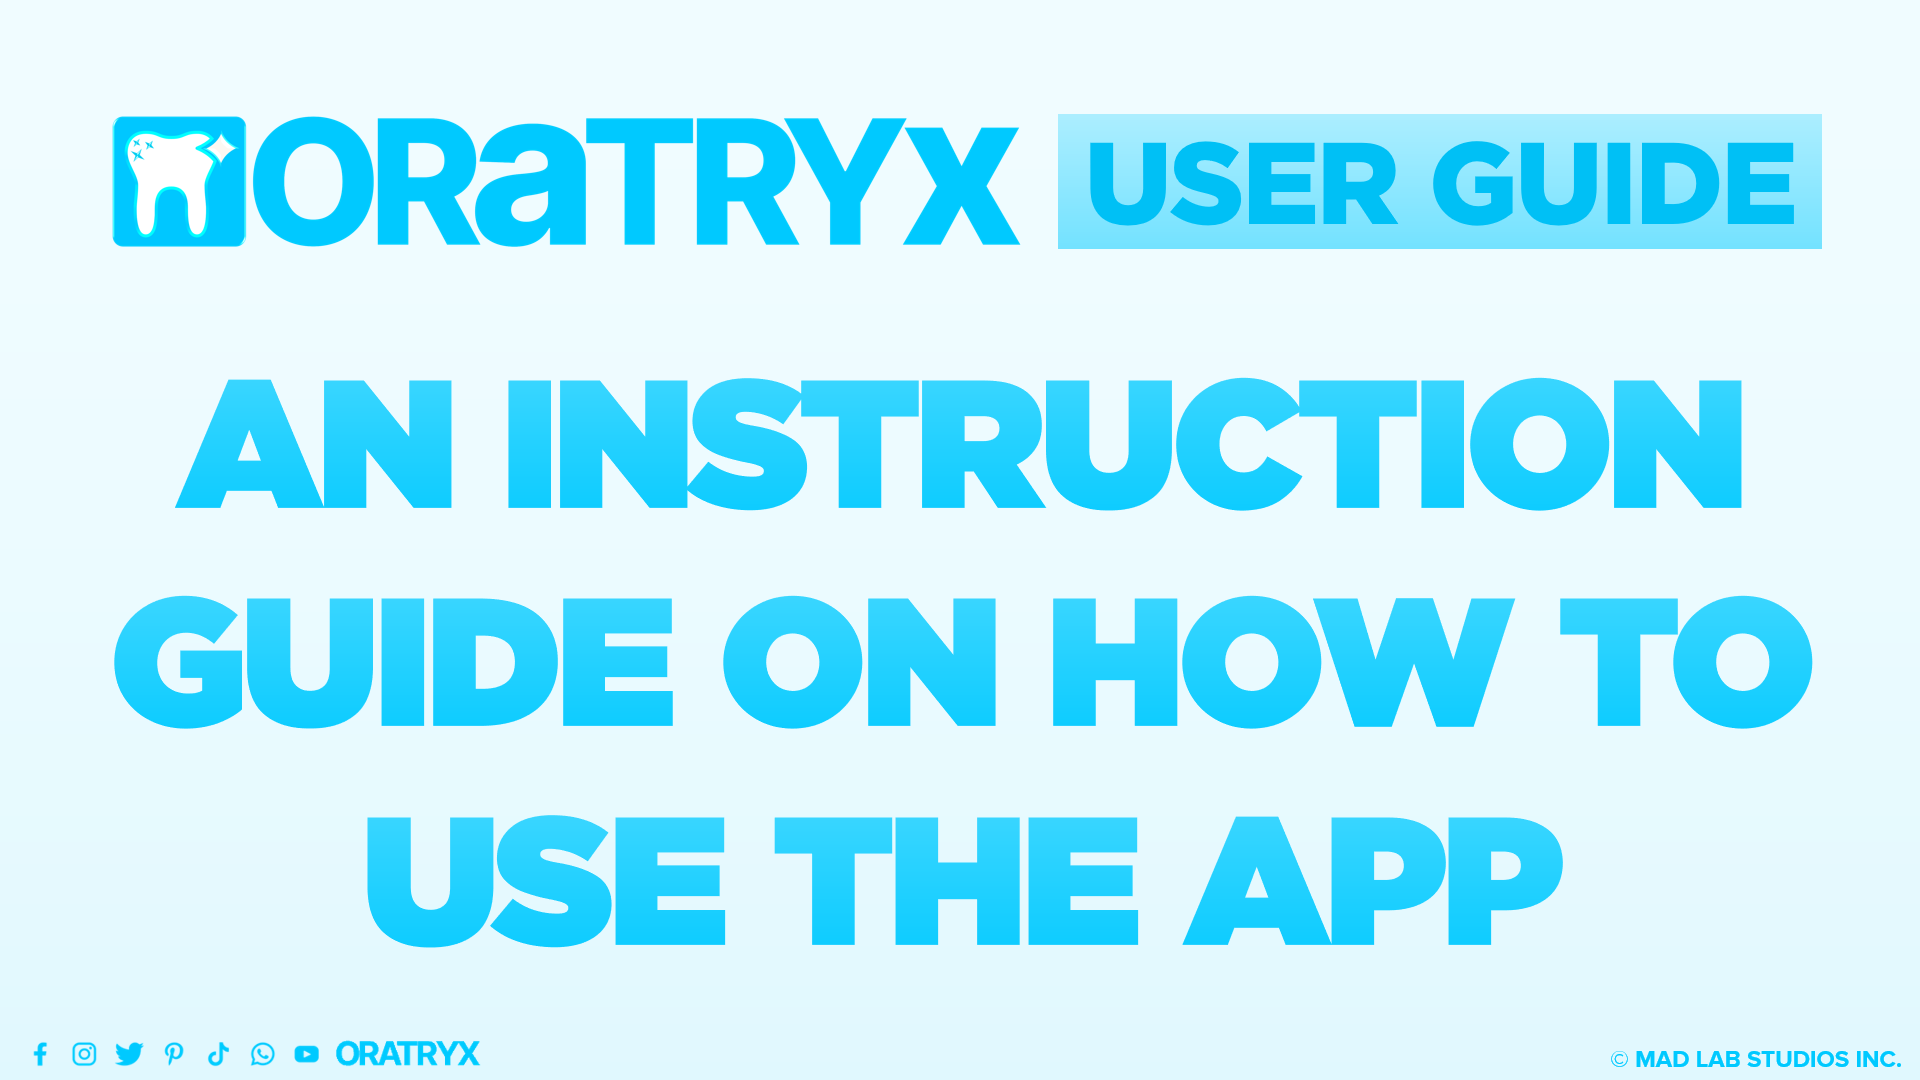 ORaTRYX USER GUIDE
AN INSTRUCTION
GUIDE ON HOW TO
USE THE APP
ORATRYX
© MAD LAB STUDIOS INC.